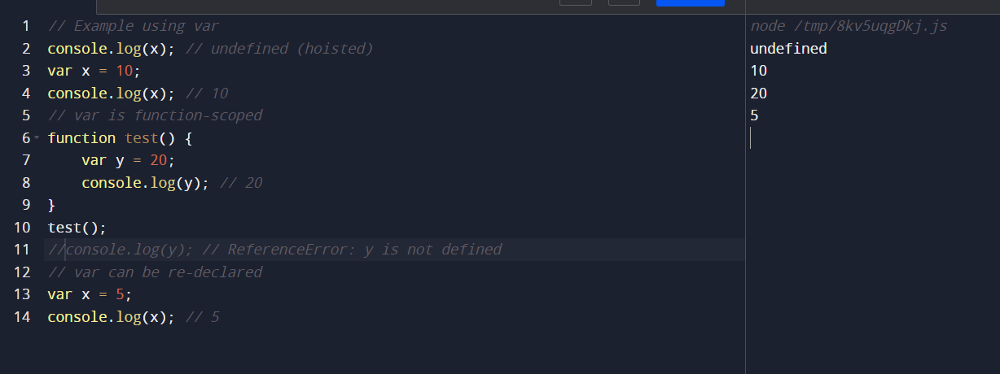 1 // Example using var
2 console.log(x); // undefined (hoisted)
3 var x = 10;
4 console.log(x); // 10
5 // var is function-scoped
6 function test() {
7     var y = 20;
8     console.log(y); // 20
9 }
10 test();
11 //console.log(y); // ReferenceError: y is not defined
12 // var can be re-declared
13 var x = 5;
14 console.log(x); // 5
node /tmp/8kv5uqgDkj.js
undefined
10
20
5